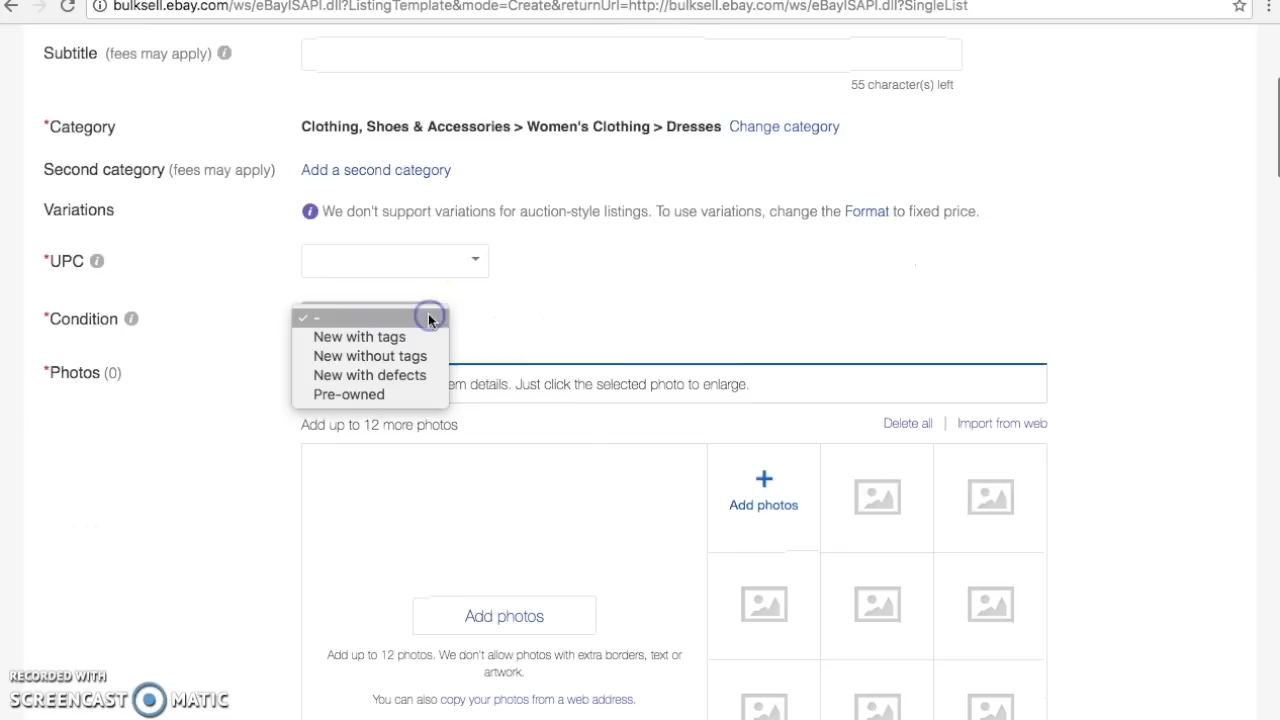 bulksell.ebay.com/ws/eBayISAPI.dll?ListingTemplate&mode=Create&returnUrl=http://bulksell.ebay.com/ws/eBayISAPI.dll?SingleList
Subtitle (fees may apply)
55 character(s) left
*Category Clothing, Shoes & Accessories > Women's Clothing > Dresses Change category
Second category (fees may apply) Add a second category
Variations We don't support variations for auction-style listings. To use variations, change the Format to fixed price.
*UPC
*Condition -
New with tags
New without tags
New with defects
Pre-owned
*Photos (0)
em details. Just click the selected photo to enlarge.
Add up to 12 more photos Delete all | Import from web
Add photos
Add photos
Add up to 12 photos. We don't allow photos with extra borders, text or
artwork.
You can also copy your photos from a web address.
RECORDED WITH
SCREENCAST MATIC